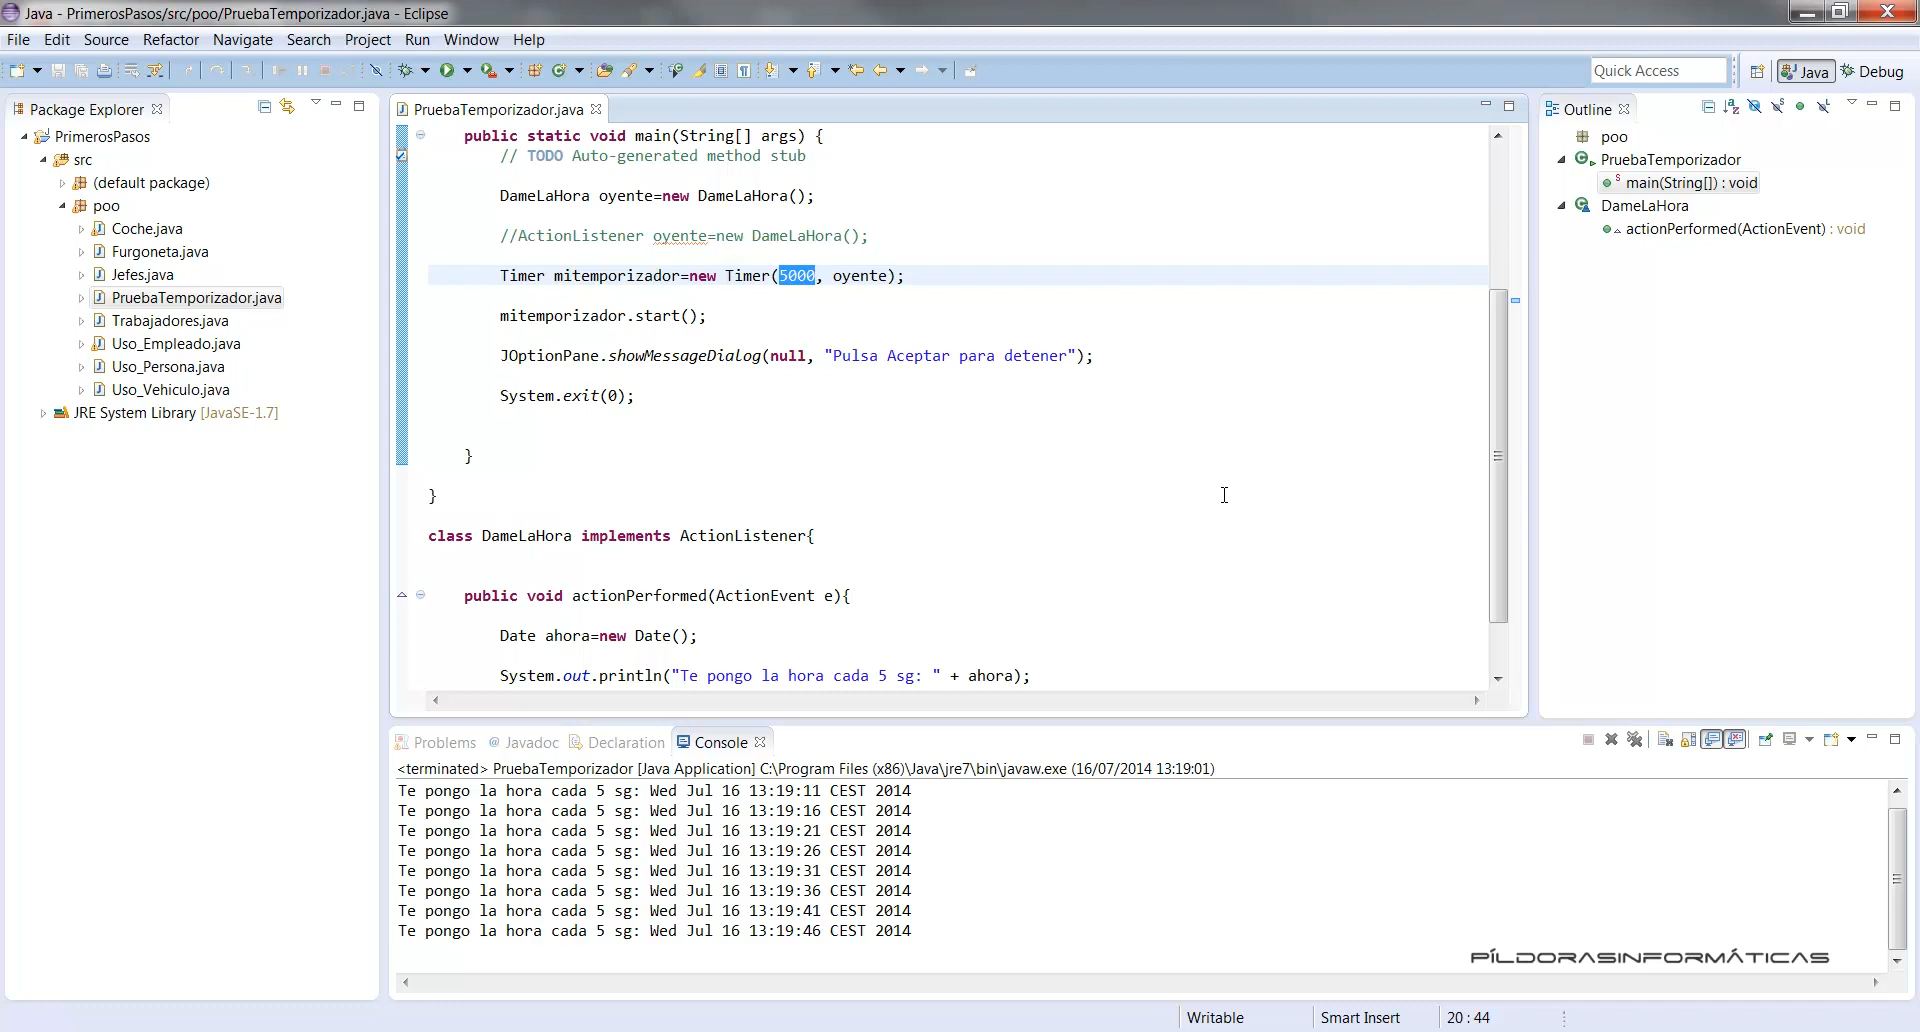 Java - PrimerosPasos/src/poo/PruebaTemporizador.java - Eclipse
File Edit Source Refactor Navigate Search Project Run Window Help
Quick Access
Java
Debug
Package Explorer
PrimerosPasos
src
(default package)
poo
Coche.java
Furgoneta.java
Jefes.java
PruebaTemporizador.java
Trabajadores.java
Uso_Empleado.java
Uso_Persona.java
Uso_Vehiculo.java
JRE System Library [JavaSE-1.7]
PruebaTemporizador.java
public static void main(String[] args) {
// TODO Auto-generated method stub
DameLaHora oyente=new DameLaHora();
//ActionListener oyente=new DameLaHora();
Timer mitemporizador=new Timer(5000, oyente);
mitemporizador.start();
JOptionPane.showMessageDialog(null, "Pulsa Aceptar para detener");
System.exit(0);
}
}
class DameLaHora implements ActionListener{
public void actionPerformed(ActionEvent e){
Date ahora=new Date();
System.out.println("Te pongo la hora cada 5 sg: " + ahora);
Outline
poo
PruebaTemporizador
main(String[]) : void
DameLaHora
actionPerformed(ActionEvent) : void
Problems @ Javadoc Declaration Console
<terminated> PruebaTemporizador [Java Application] C:\Program Files (x86)\Java\jre7\bin\javaw.exe (16/07/2014 13:19:01)
Te pongo la hora cada 5 sg: Wed Jul 16 13:19:11 CEST 2014
Te pongo la hora cada 5 sg: Wed Jul 16 13:19:16 CEST 2014
Te pongo la hora cada 5 sg: Wed Jul 16 13:19:21 CEST 2014
Te pongo la hora cada 5 sg: Wed Jul 16 13:19:26 CEST 2014
Te pongo la hora cada 5 sg: Wed Jul 16 13:19:31 CEST 2014
Te pongo la hora cada 5 sg: Wed Jul 16 13:19:36 CEST 2014
Te pongo la hora cada 5 sg: Wed Jul 16 13:19:41 CEST 2014
Te pongo la hora cada 5 sg: Wed Jul 16 13:19:46 CEST 2014
PÍLDORASINFORMÁTICAS
Writable
Smart Insert
20 : 44